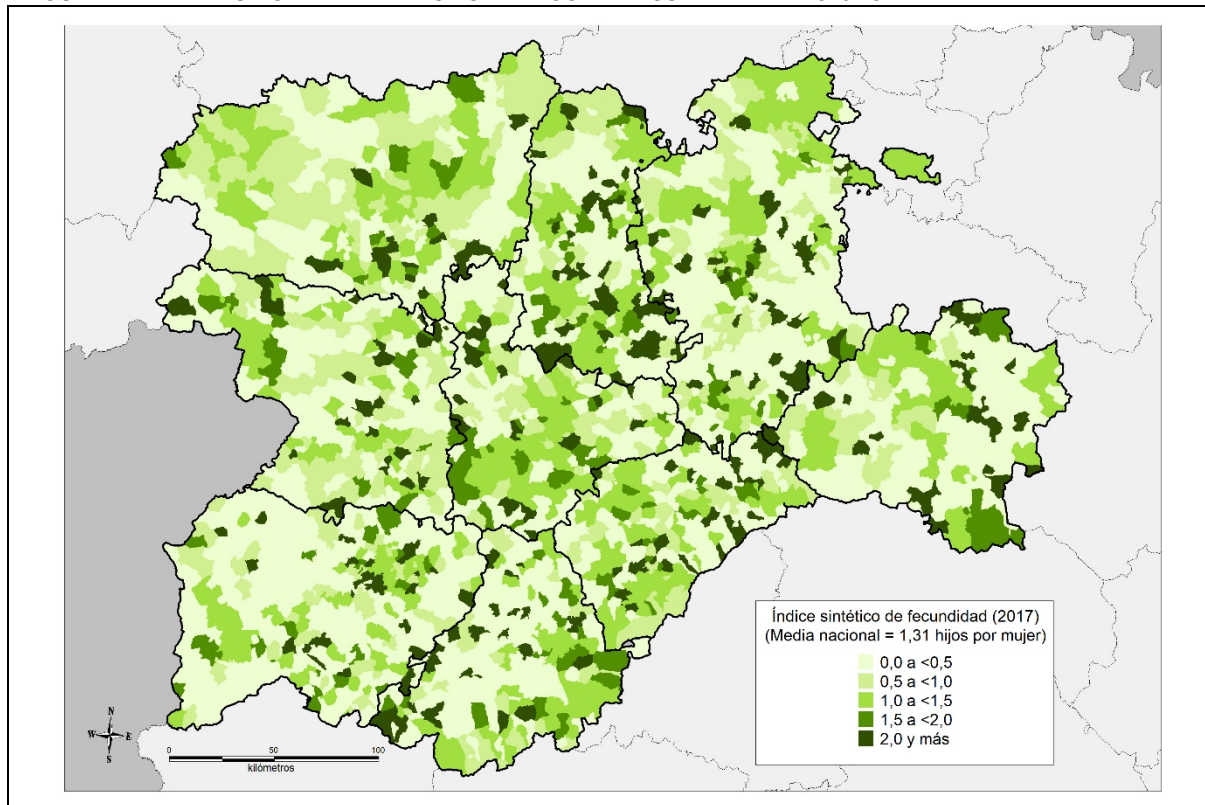 Índice sintético de fecundidad (2017)
(Media nacional = 1,31 hijos por mujer)
0,0 a <0,5
0,5 a <1,0
1,0 a <1,5
1,5 a <2,0
2,0 y más
N
W E
S
0 50 100
kilómetros